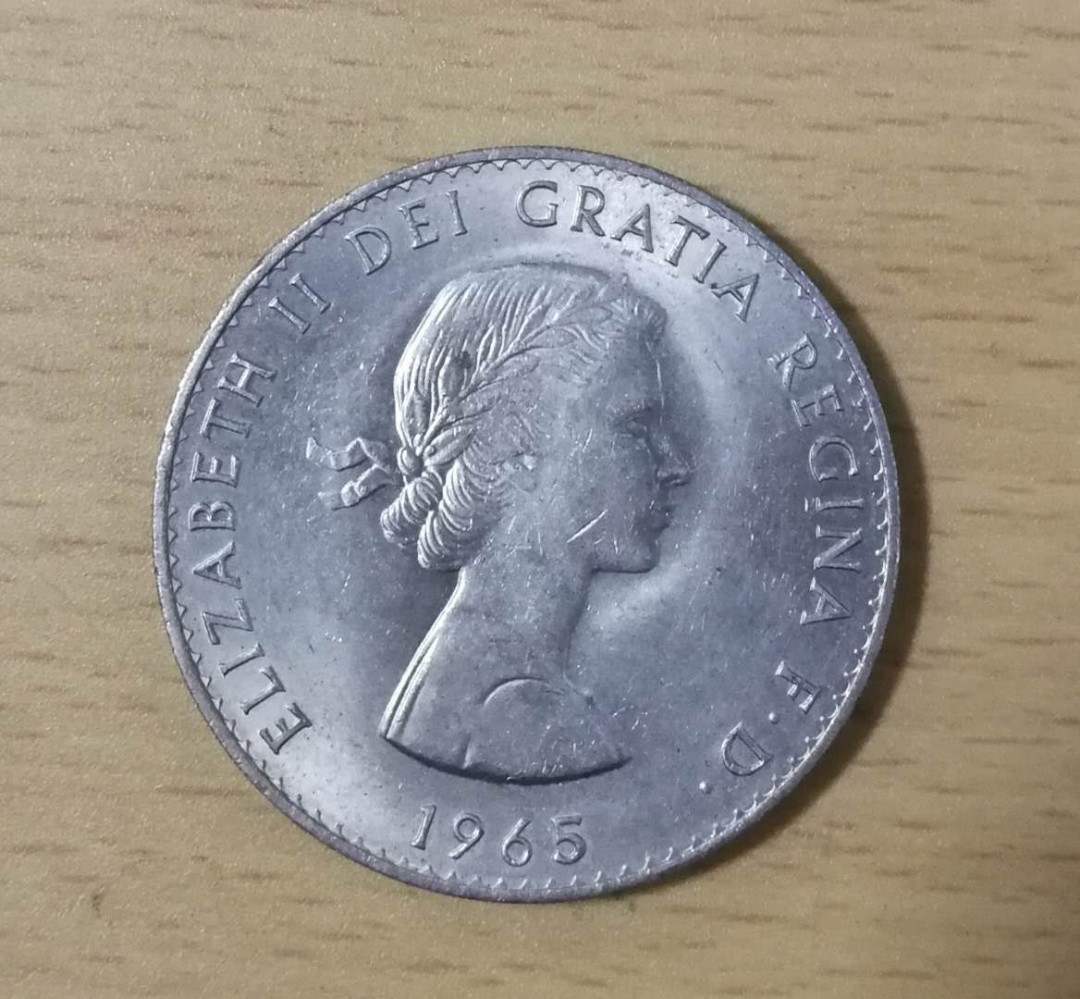 ELIZABETH II DEI GRATIA REGINA F·D·
1965